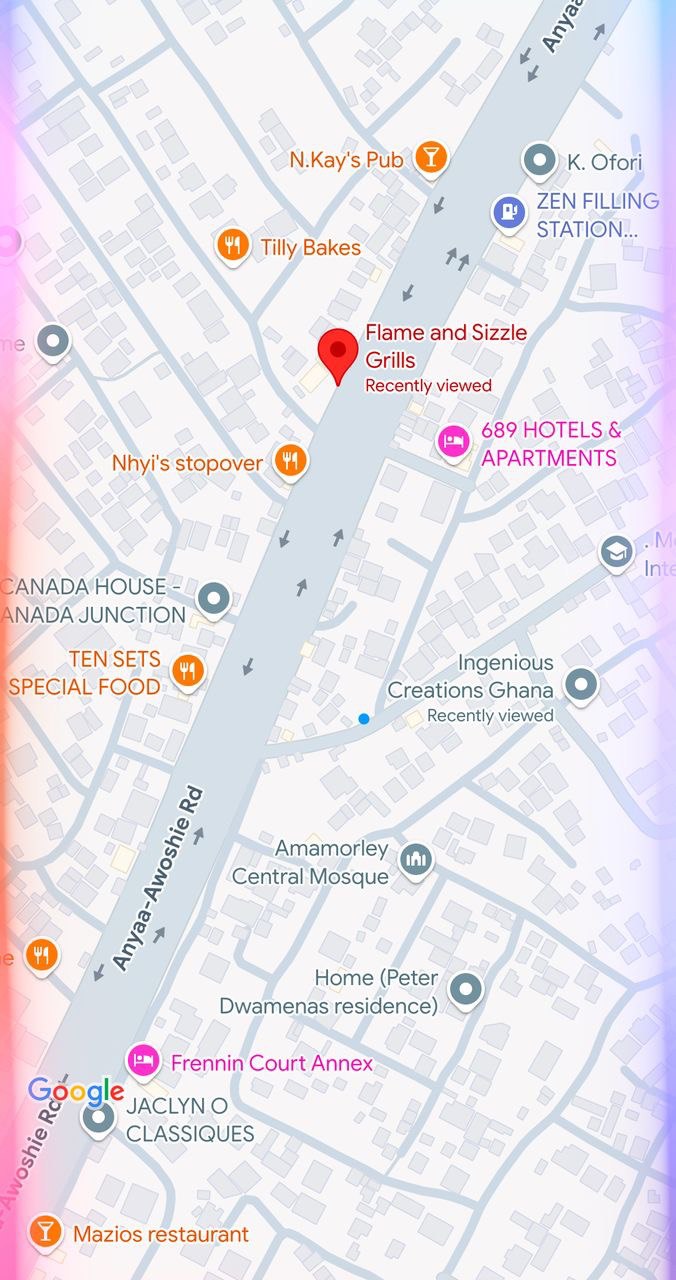 Anyaa
N.Kay's Pub
K. Ofori
ZEN FILLING
STATION...
Tilly Bakes
me
Flame and Sizzle
Grills
Recently viewed
689 HOTELS &
APARTMENTS
Nhyi's stopover
. M
Inte
CANADA HOUSE -
ANADA JUNCTION
TEN SETS
SPECIAL FOOD
Ingenious
Creations Ghana
Recently viewed
Anyaa-Awoshie Rd
Amamorley
Central Mosque
e
Home (Peter
Dwamenas residence)
Frennin Court Annex
Google
JACLYN O
CLASSIQUES
-Awoshie Rd
Mazios restaurant